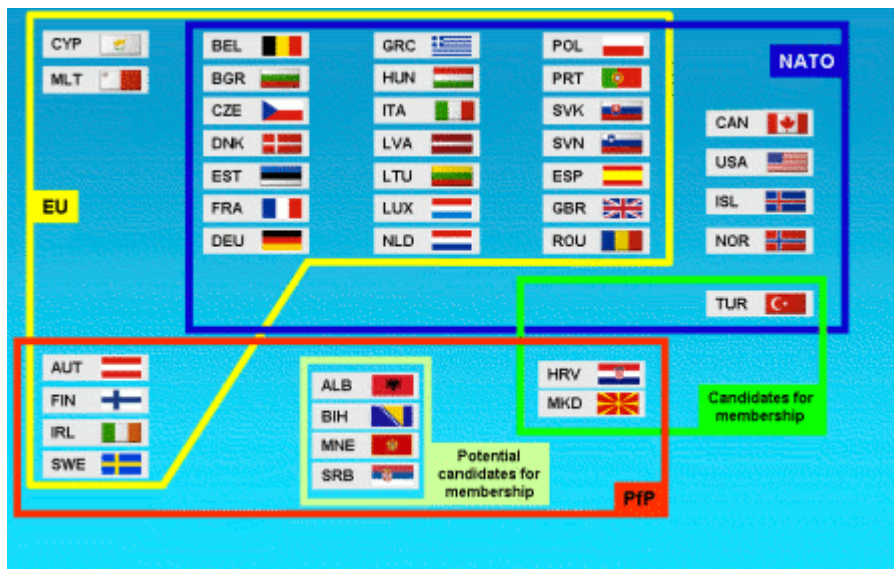 CYP
MLT
BEL
BGR
CZE
DNK
EST
FRA
DEU
GRC
HUN
ITA
LVA
LTU
LUX
NLD
POL
PRT
SVK
SVN
ESP
GBR
ROU
NATO
CAN
USA
ISL
NOR
EU
TUR
AUT
FIN
IRL
SWE
ALB
BIH
MNE
SRB
Potential
candidates for
membership
HRV
MKD
Candidates for
membership
PfP